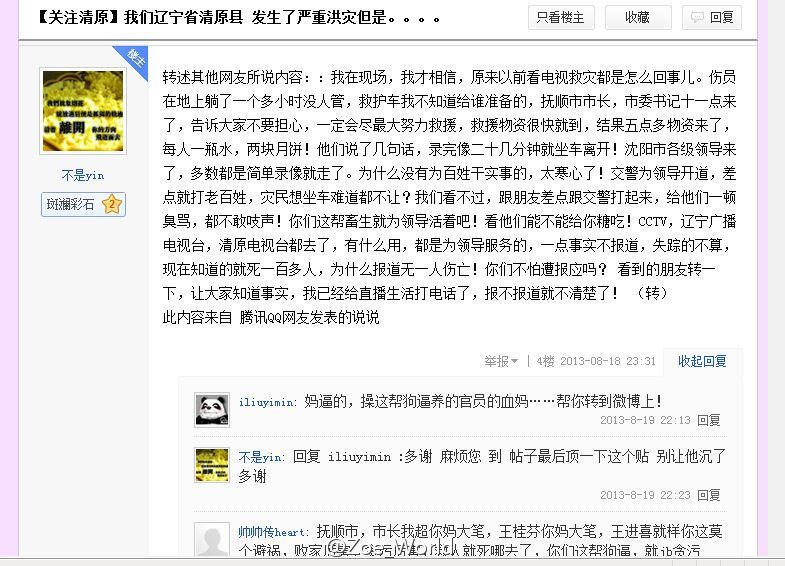 【关注清原】我们辽宁省清原县 发生了严重洪灾但是。。。。
只看楼主
收藏
回复
楼主
離開
不是yin
斑斓彩石 2
转述其他网友所说内容：：我在现场，我才相信，原来以前看电视救灾都是怎么回事儿。伤员
在地上躺了一个多小时没人管，救护车我不知道给谁准备的，抚顺市市长，市委书记十一点来
了，告诉大家不要担心，一定会尽最大努力救援，救援物资很快就到，结果五点多物资来了，
每人一瓶水，两块月饼！他们说了几句话，录完像二十几分钟就坐车离开！沈阳市各级领导来
了，多数都是简单录像就走了。为什么没有为百姓干实事的，太寒心了！交警为领导开道，差
点就打老百姓，灾民想坐车难道都不让？我们看不过，跟朋友差点跟交警打起来，给他们一顿
臭骂，都不敢吱声！你们这帮畜生就为领导活着吧！看他们能不能给你糖吃！CCTV，辽宁广播
电视台，清原电视台都去了，有什么用，都是为领导服务的，一点事实不报道，失踪的不算，
现在知道的就死一百多人，为什么报道无一人伤亡！你们不怕遭报应吗？ 看到的朋友转一
下，让大家知道事实，我已经给直播生活打电话了，报不报道就不清楚了！ （转）
此内容来自 腾讯QQ网友发表的说说
举报 | 4楼 2013-08-18 23:31 收起回复
iliuyimin: 妈逼的，操这帮狗逼养的官员的血妈……帮你转到微博上！
2013-8-19 22:13 回复
不是yin: 回复 iliuyimin :多谢 麻烦您 到 帖子最后顶一下这个贴 别让他沉了
多谢
2013-8-19 22:23 回复
帅帅传heart: 抚顺市，市长我超你妈大笔，王桂芬你妈大笔，王进喜就样你这莫
个避祸，败家
人就死哪去了，你们这帮狗逼，就jb贪污